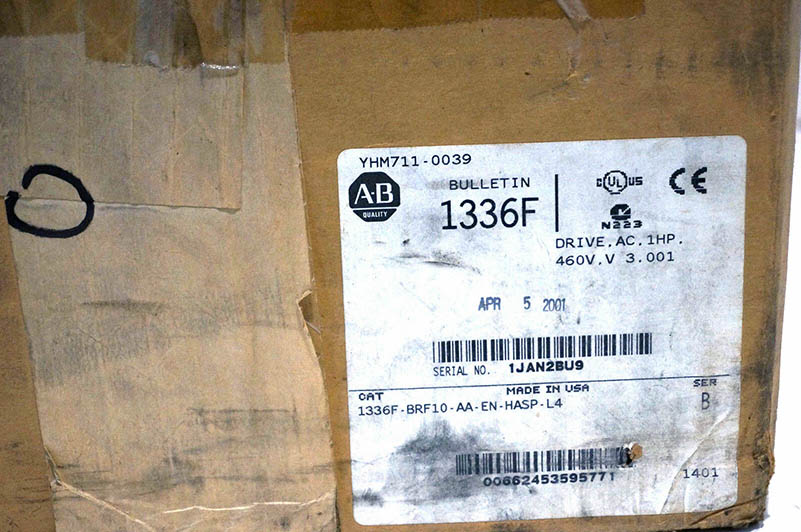 YHM711-0039
A-B
QUALITY
BULLETIN
1336F
C UL US
CE
N223
DRIVE,AC,1HP,
460V,V 3.001
APR 5 2001
SERIAL NO. 1JAN2BU9
CAT MADE IN USA SER
1336F-BRF10-AA-EN-HASP-L4 B
00662453595771
1401